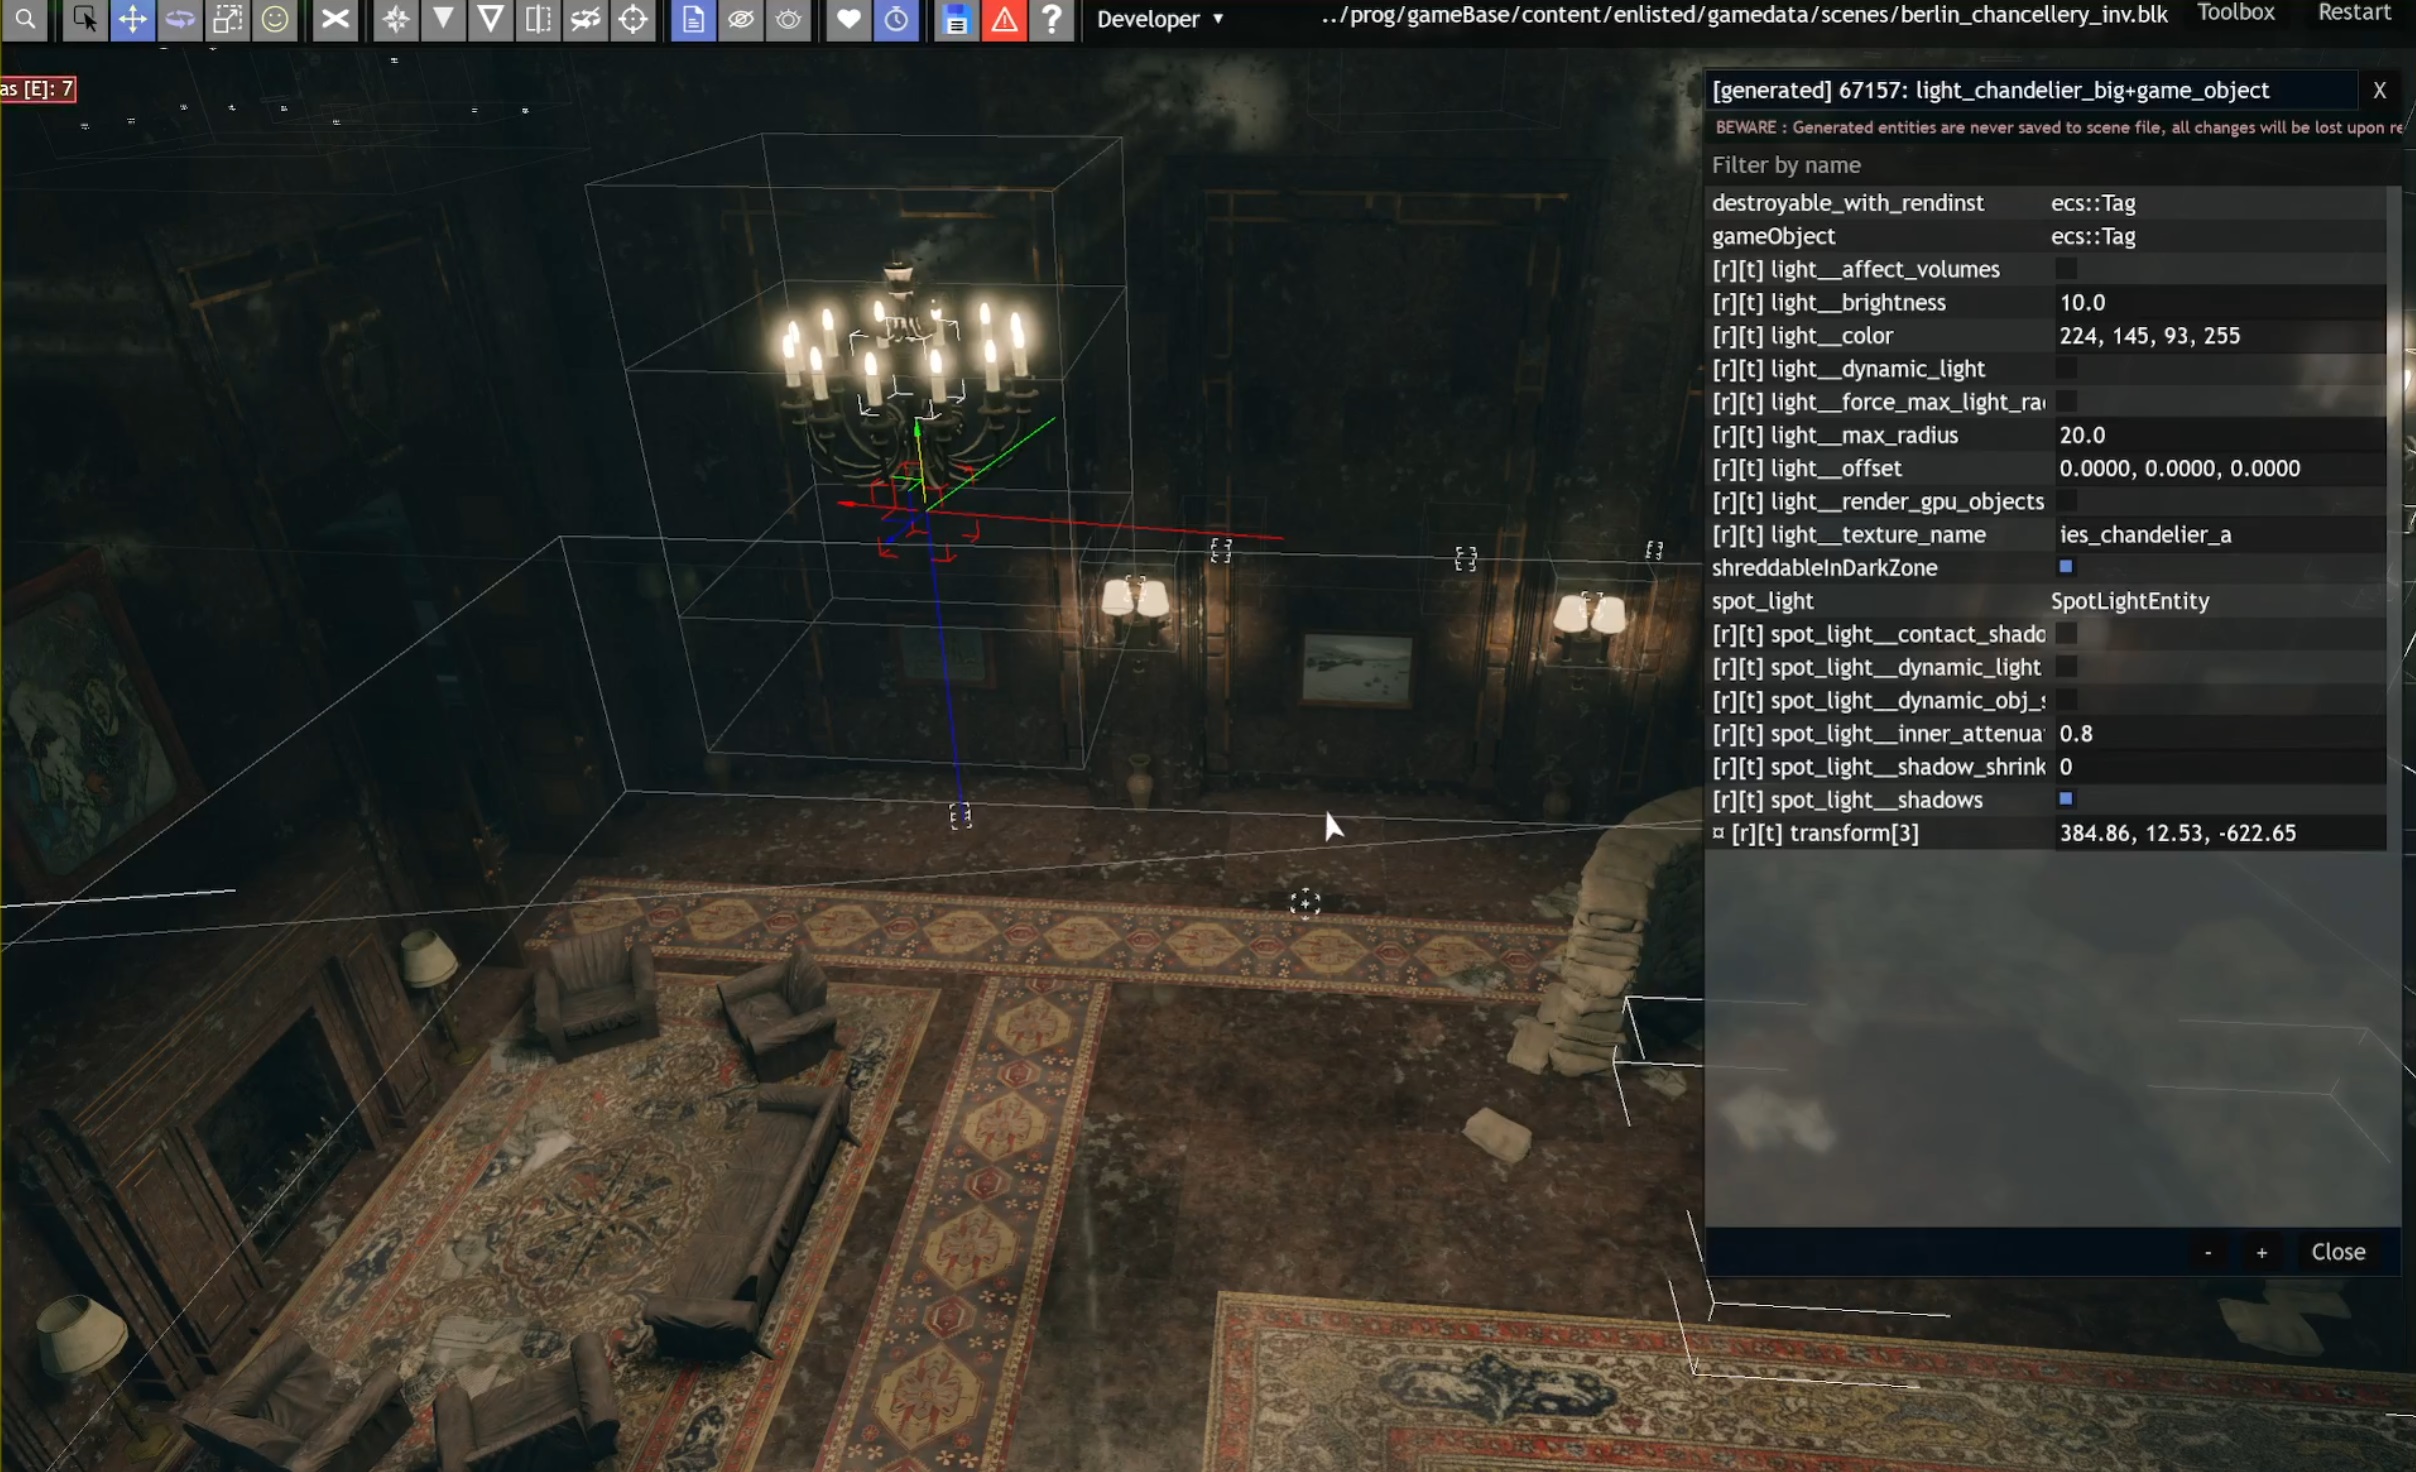 Developer ▼
../prog/gameBase/content/enlisted/gamedata/scenes/berlin_chancellery_inv.blk
Toolbox
Restart
as [E]: 7
[generated] 67157: light_chandelier_big+game_object
X
BEWARE : Generated entities are never saved to scene file, all changes will be lost upon re
Filter by name
destroyable_with_rendinst ecs::Tag
gameObject ecs::Tag
[r][t] light__affect_volumes
[r][t] light__brightness 10.0
[r][t] light__color 224, 145, 93, 255
[r][t] light__dynamic_light
[r][t] light__force_max_light_ra
[r][t] light__max_radius 20.0
[r][t] light__offset 0.0000, 0.0000, 0.0000
[r][t] light__render_gpu_objects
[r][t] light__texture_name ies_chandelier_a
shreddableInDarkZone
spot_light SpotLightEntity
[r][t] spot_light__contact_shado
[r][t] spot_light__dynamic_light
[r][t] spot_light__dynamic_obj_s
[r][t] spot_light__inner_attenua 0.8
[r][t] spot_light__shadow_shrink 0
[r][t] spot_light__shadows
¤ [r][t] transform[3] 384.86, 12.53, -622.65
- + Close